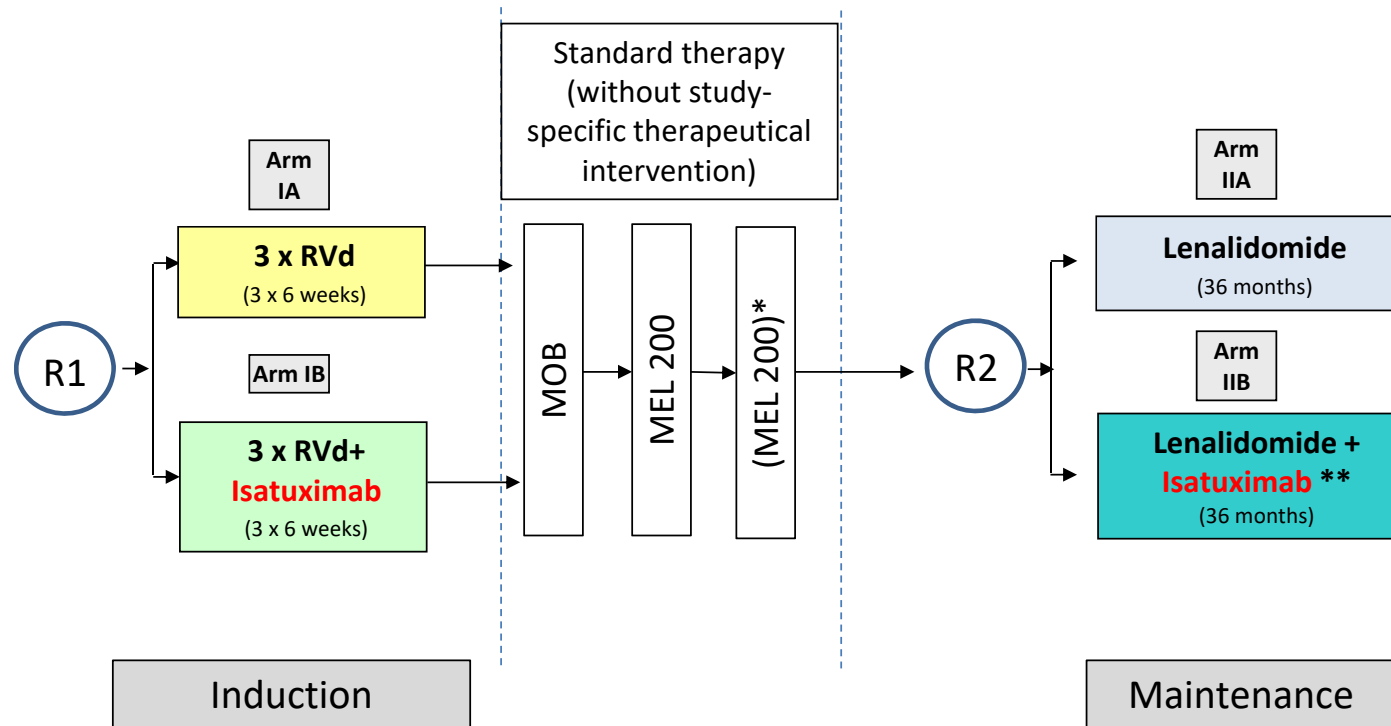 Standard therapy
(without study-
specific therapeutical
intervention)
Arm
IA
3 x RVd
(3 x 6 weeks)
R1
Arm IB
3 x RVd+
Isatuximab
(3 x 6 weeks)
MOB
MEL 200
(MEL 200)*
R2
Arm
IIA
Lenalidomide
(36 months)
Arm
IIB
Lenalidomide +
Isatuximab **
(36 months)
Induction
Maintenance